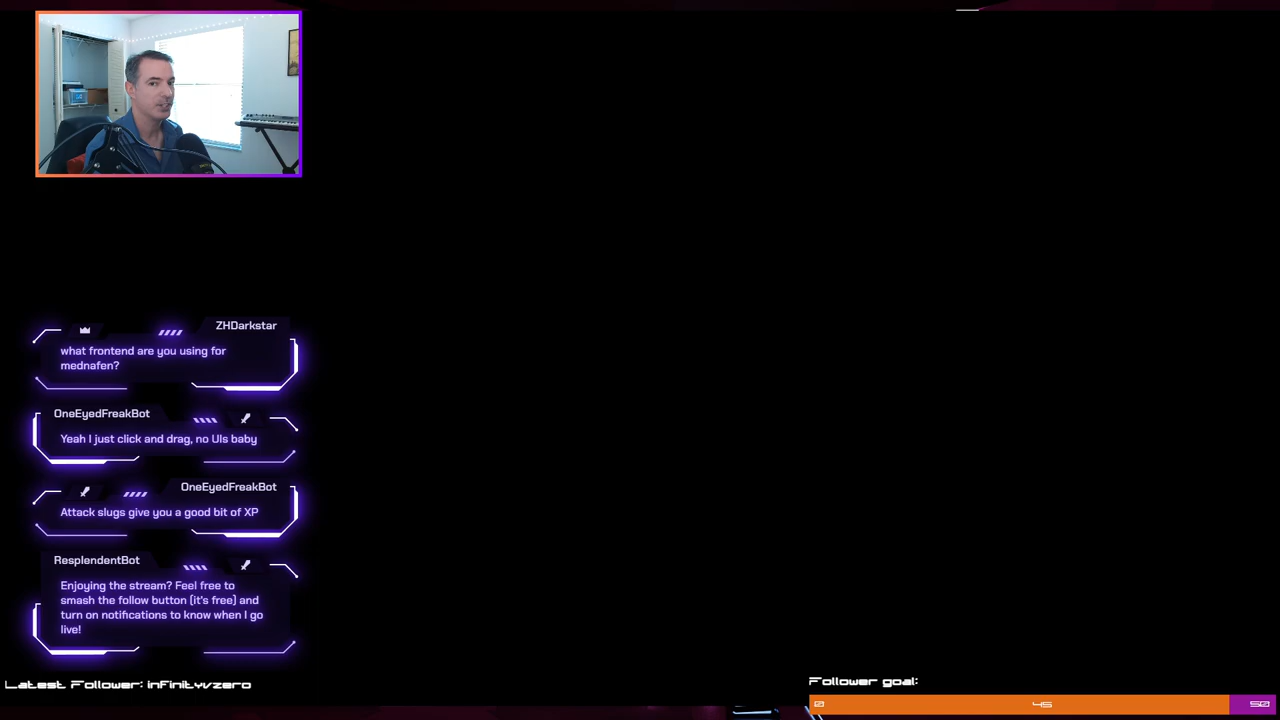 ZHDarkstar
what frontend are you using for
mednafen?
OneEyedFreakBot
Yeah I just click and drag, no UIs baby
OneEyedFreakBot
Attack slugs give you a good bit of XP
ResplendentBot
Enjoying the stream? Feel free to
smash the follow button (it's free) and
turn on notifications to know when I go
live!
Latest Follower: infinityvzero
Follower goal:
0 45 50